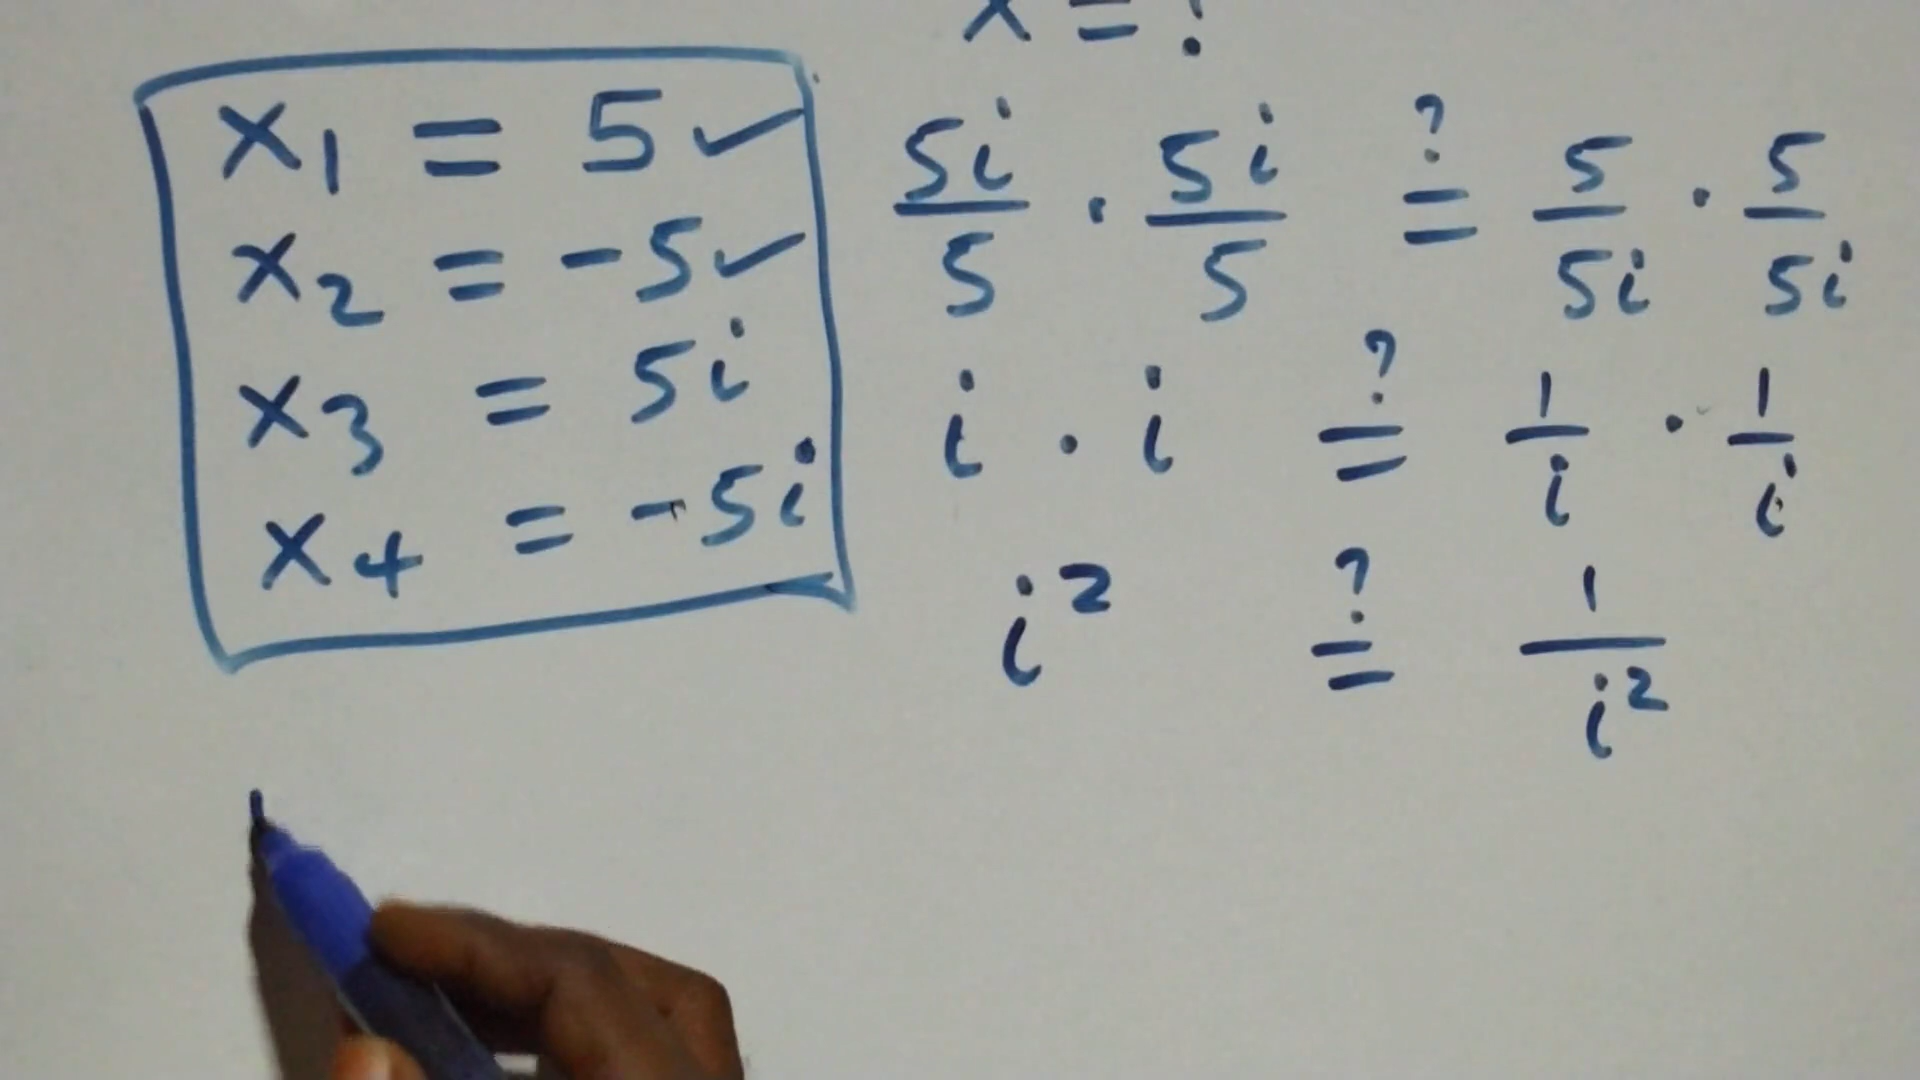 x = ?
x₁ = 5 ✓
x₂ = -5 ✓
x₃ = 5i
x₄ = -5i
5i/5 · 5i/5 ?= 5/5i · 5/5i
i · i ?= 1/i · 1/i
i² ?= 1/i²